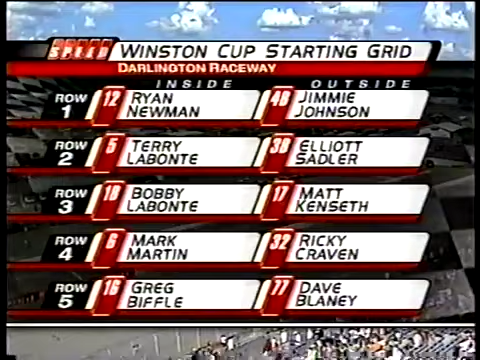 SPEED
WINSTON CUP STARTING GRID
DARLINGTON RACEWAY
INSIDE OUTSIDE
ROW 1 12 RYAN NEWMAN 48 JIMMIE JOHNSON
ROW 2 5 TERRY LABONTE 38 ELLIOTT SADLER
ROW 3 18 BOBBY LABONTE 17 MATT KENSETH
ROW 4 6 MARK MARTIN 32 RICKY CRAVEN
ROW 5 16 GREG BIFFLE 77 DAVE BLANEY